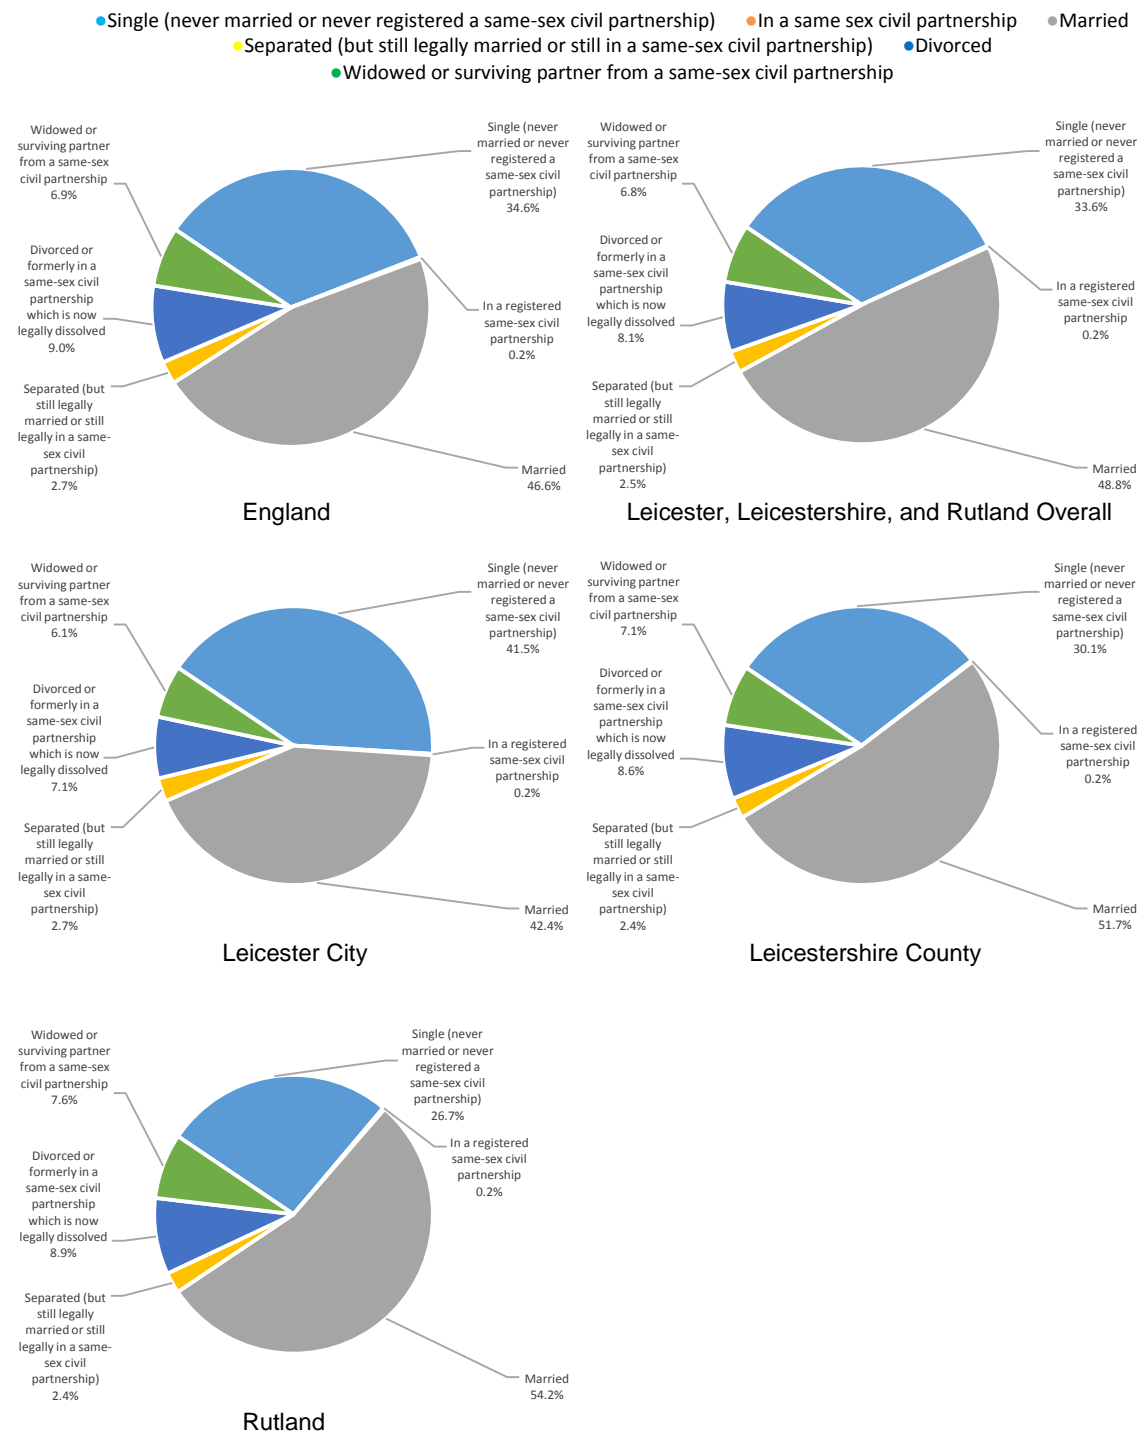 •Single (never married or never registered a same-sex civil partnership) •In a same sex civil partnership •Married
•Separated (but still legally married or still in a same-sex civil partnership) •Divorced
•Widowed or surviving partner from a same-sex civil partnership
Widowed or
surviving partner
from a same-sex
civil partnership
6.9%
Single (never
married or never
registered a
same-sex civil
partnership)
34.6%
Divorced or
formerly in a
same-sex civil
partnership
which is now
legally dissolved
9.0%
In a registered
same-sex civil
partnership
0.2%
Separated (but
still legally
married or still
legally in a same-
sex civil
partnership)
2.7%
Married
46.6%
England
Widowed or
surviving partner
from a same-sex
civil partnership
6.8%
Single (never
married or never
registered a
same-sex civil
partnership)
33.6%
Divorced or
formerly in a
same-sex civil
partnership
which is now
legally dissolved
8.1%
In a registered
same-sex civil
partnership
0.2%
Separated (but
still legally
married or still
legally in a same-
sex civil
partnership)
2.5%
Married
48.8%
Leicester, Leicestershire, and Rutland Overall
Widowed or
surviving partner
from a same-sex
civil partnership
6.1%
Single (never
married or never
registered a
same-sex civil
partnership)
41.5%
Divorced or
formerly in a
same-sex civil
partnership
which is now
legally dissolved
7.1%
In a registered
same-sex civil
partnership
0.2%
Separated (but
still legally
married or still
legally in a same-
sex civil
partnership)
2.7%
Married
42.4%
Leicester City
Widowed or
surviving partner
from a same-sex
civil partnership
7.1%
Single (never
married or never
registered a
same-sex civil
partnership)
30.1%
Divorced or
formerly in a
same-sex civil
partnership
which is now
legally dissolved
8.6%
In a registered
same-sex civil
partnership
0.2%
Separated (but
still legally
married or still
legally in a same-
sex civil
partnership)
2.4%
Married
51.7%
Leicestershire County
Widowed or
surviving partner
from a same-sex
civil partnership
7.6%
Single (never
married or never
registered a
same-sex civil
partnership)
26.7%
In a registered
same-sex civil
partnership
0.2%
Divorced or
formerly in a
same-sex civil
partnership
which is now
legally dissolved
8.9%
Separated (but
still legally
married or still
legally in a same-
sex civil
partnership)
2.4%
Married
54.2%
Rutland